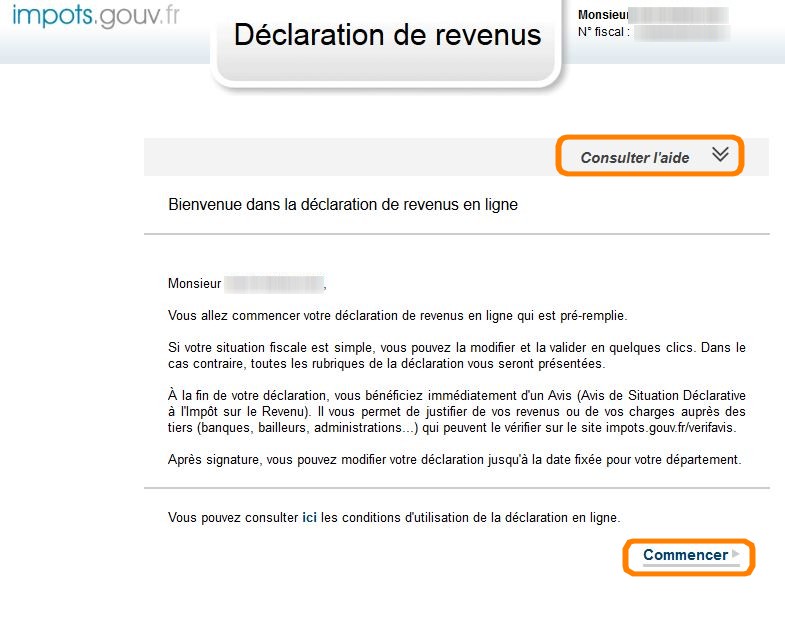 impots.gouv.fr
Déclaration de revenus
Monsieur
N° fiscal :
Consulter l'aide
Bienvenue dans la déclaration de revenus en ligne
Monsieur ,
Vous allez commencer votre déclaration de revenus en ligne qui est pré-remplie.
Si votre situation fiscale est simple, vous pouvez la modifier et la valider en quelques clics. Dans le
cas contraire, toutes les rubriques de la déclaration vous seront présentées.
À la fin de votre déclaration, vous bénéficiez immédiatement d'un Avis (Avis de Situation Déclarative
à l'Impôt sur le Revenu). Il vous permet de justifier de vos revenus ou de vos charges auprès des
tiers (banques, bailleurs, administrations...) qui peuvent le vérifier sur le site impots.gouv.fr/verifavis.
Après signature, vous pouvez modifier votre déclaration jusqu'à la date fixée pour votre département.
Vous pouvez consulter ici les conditions d'utilisation de la déclaration en ligne.
Commencer